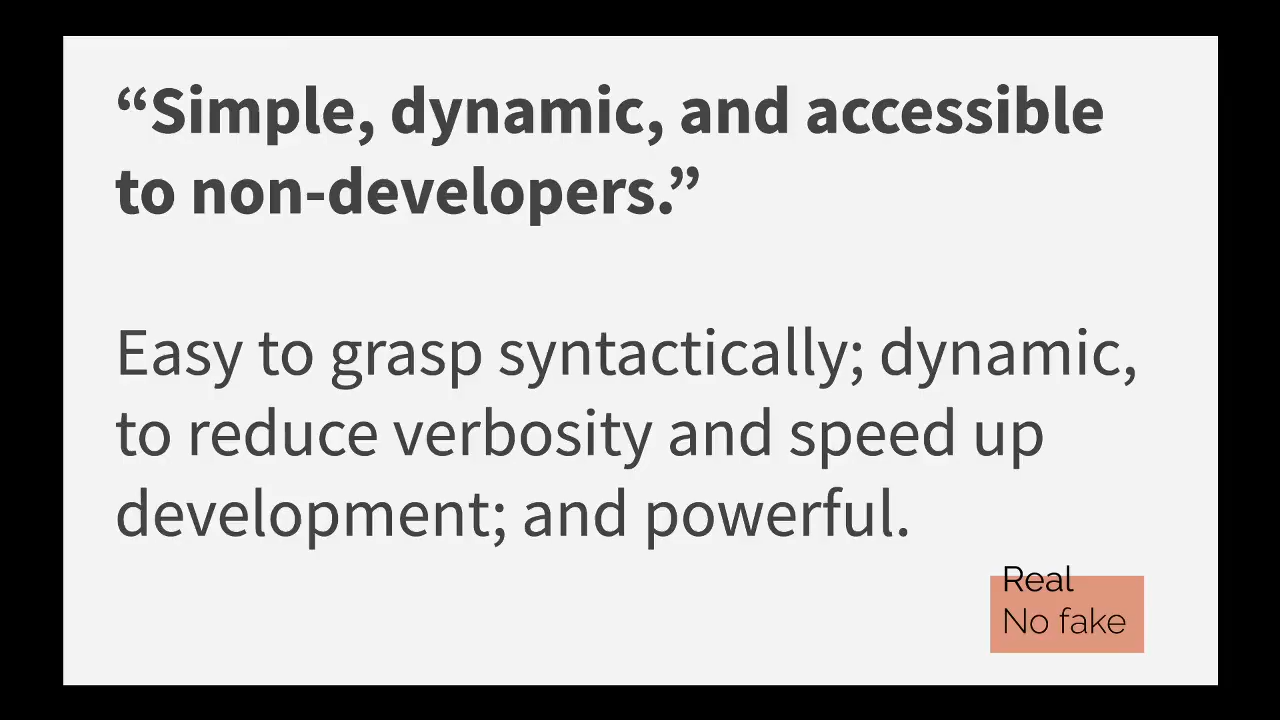 “Simple, dynamic, and accessible
to non-developers.”
Easy to grasp syntactically; dynamic,
to reduce verbosity and speed up
development; and powerful.
Real
No fake